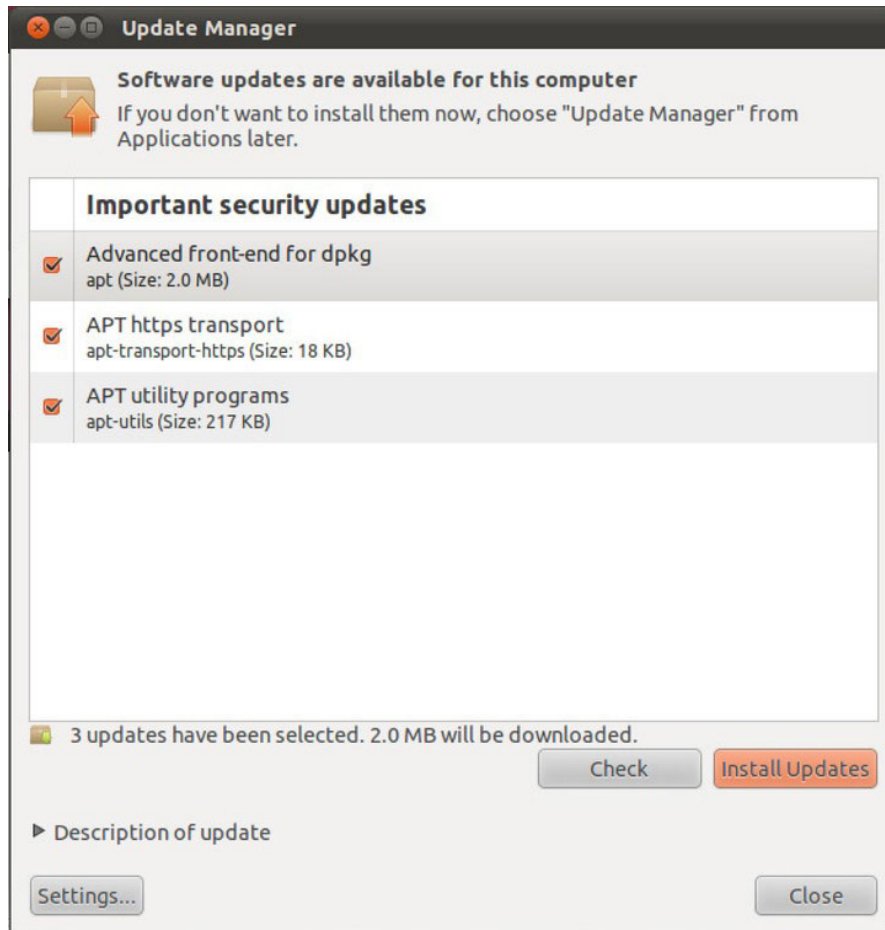 Update Manager
Software updates are available for this computer
If you don't want to install them now, choose "Update Manager" from
Applications later.
Important security updates
Advanced front-end for dpkg
apt (Size: 2.0 MB)
APT https transport
apt-transport-https (Size: 18 KB)
APT utility programs
apt-utils (Size: 217 KB)
3 updates have been selected. 2.0 MB will be downloaded.
Check
Install Updates
Description of update
Settings...
Close